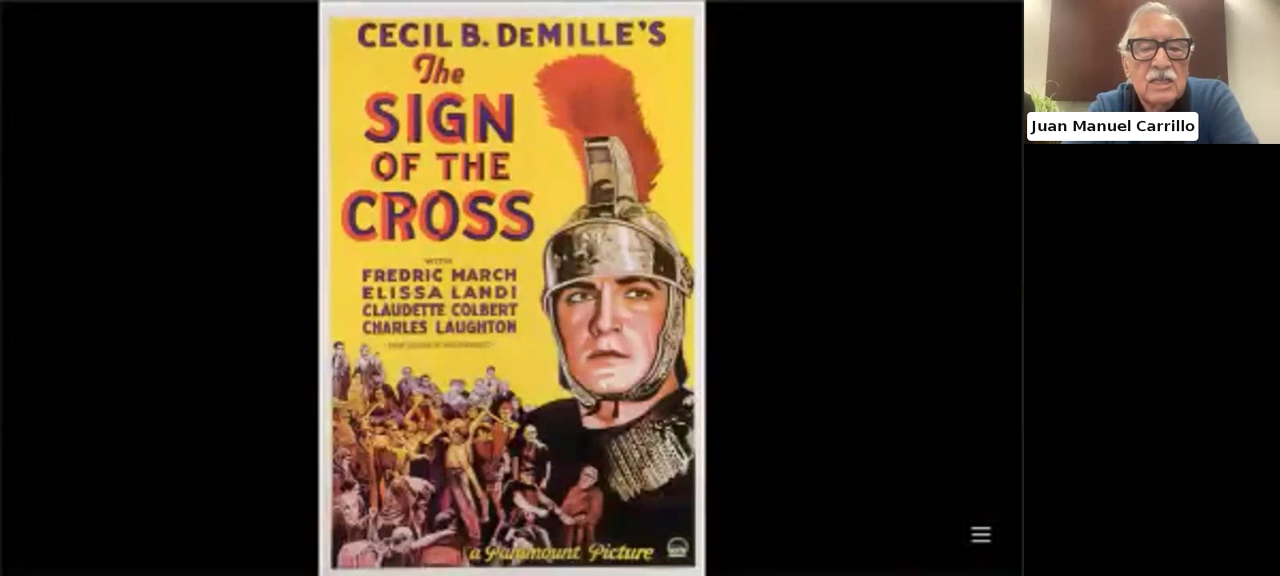 CECIL B. DEMILLE'S
The
SIGN
OF THE
CROSS
WITH
FREDRIC MARCH
ELISSA LANDI
CLAUDETTE COLBERT
CHARLES LAUGHTON
a Paramount Picture
Juan Manuel Carrillo